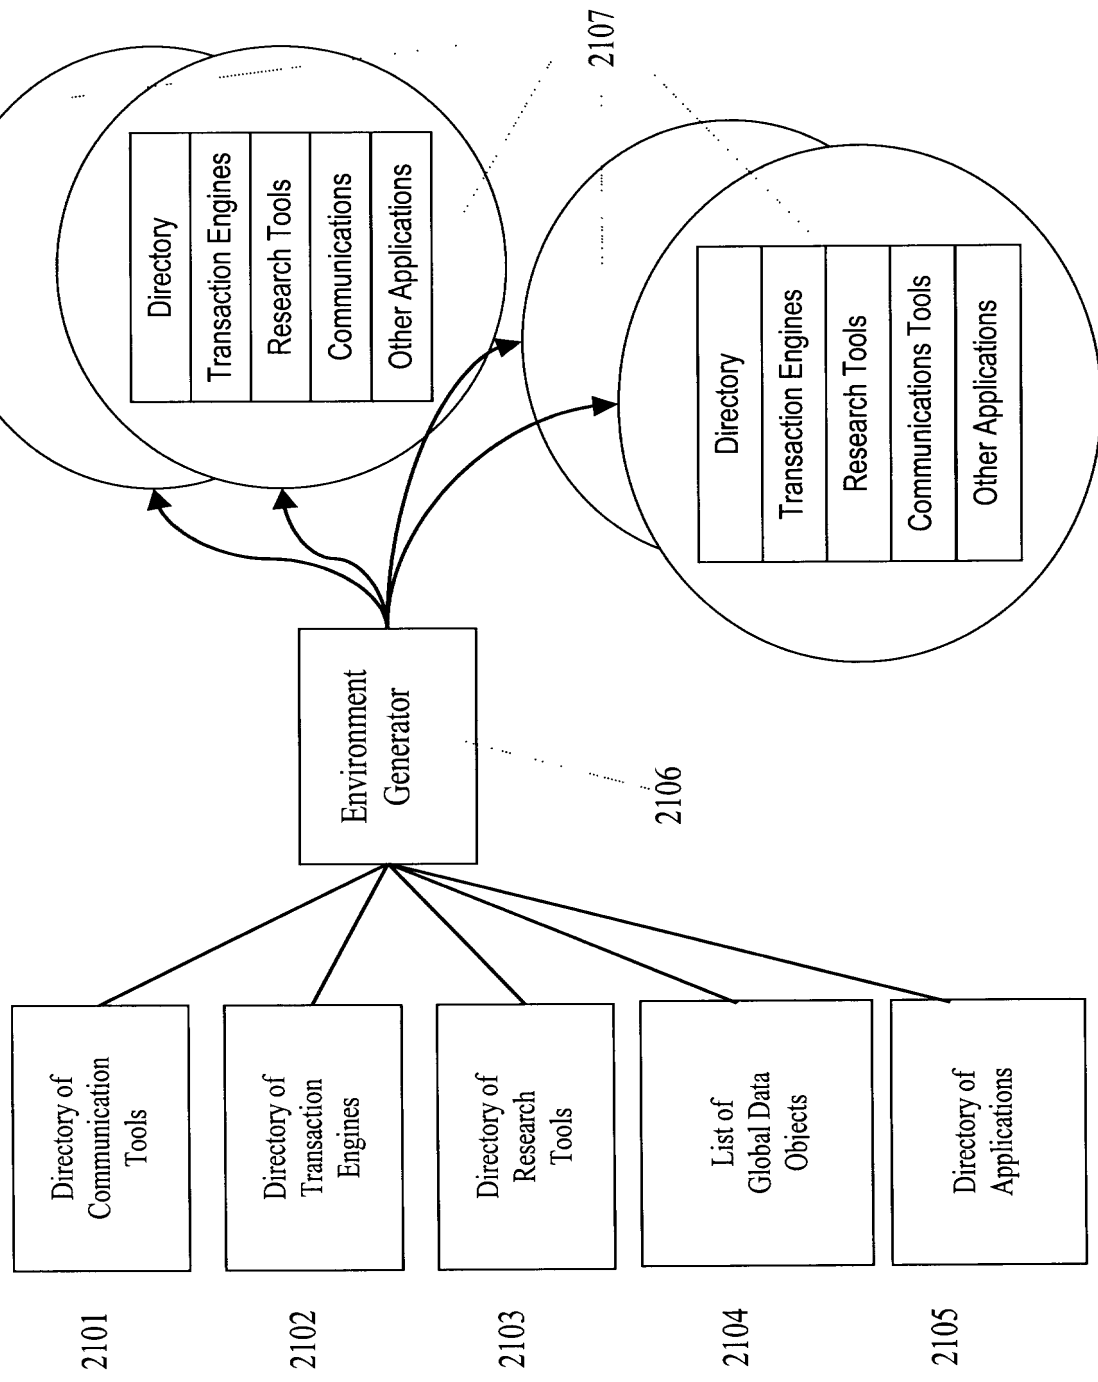 2101
Directory of
Communication
Tools
2102
Directory of
Transaction
Engines
2103
Directory of
Research
Tools
2104
List of
Global Data
Objects
2105
Directory of
Applications
Environment
Generator
2106
Directory
Transaction Engines
Research Tools
Communications
Other Applications
2107
Directory
Transaction Engines
Research Tools
Communications Tools
Other Applications